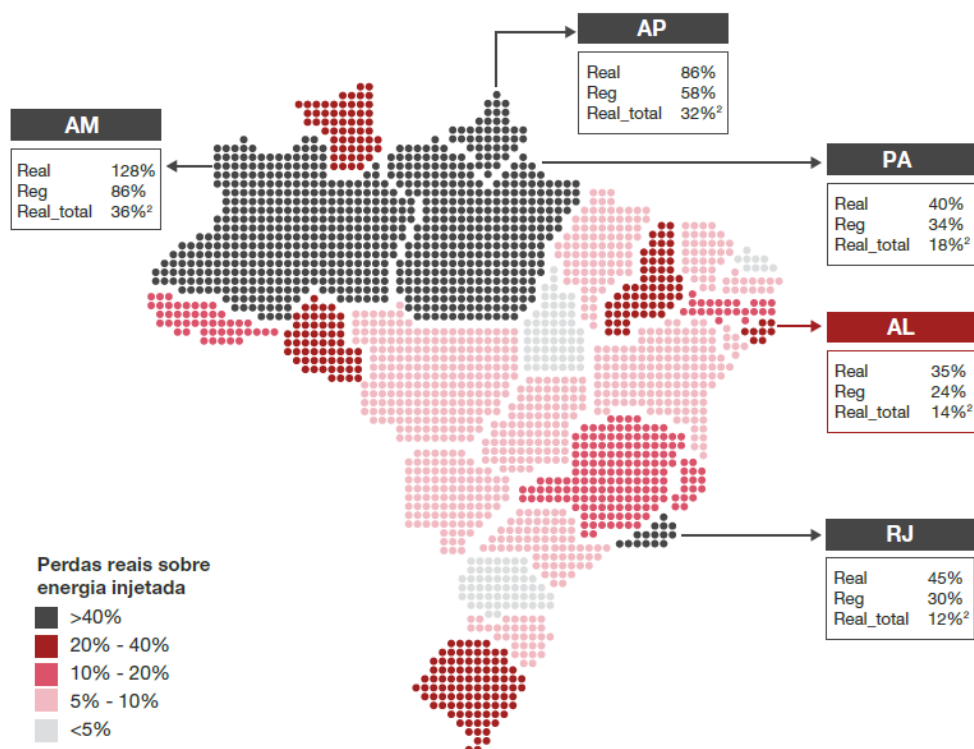 AP
Real 86%
Reg 58%
Real_total 32%²
AM
Real 128%
Reg 86%
Real_total 36%²
PA
Real 40%
Reg 34%
Real_total 18%²
AL
Real 35%
Reg 24%
Real_total 14%²
RJ
Real 45%
Reg 30%
Real_total 12%²
Perdas reais sobre
energia injetada
>40%
20% - 40%
10% - 20%
5% - 10%
<5%